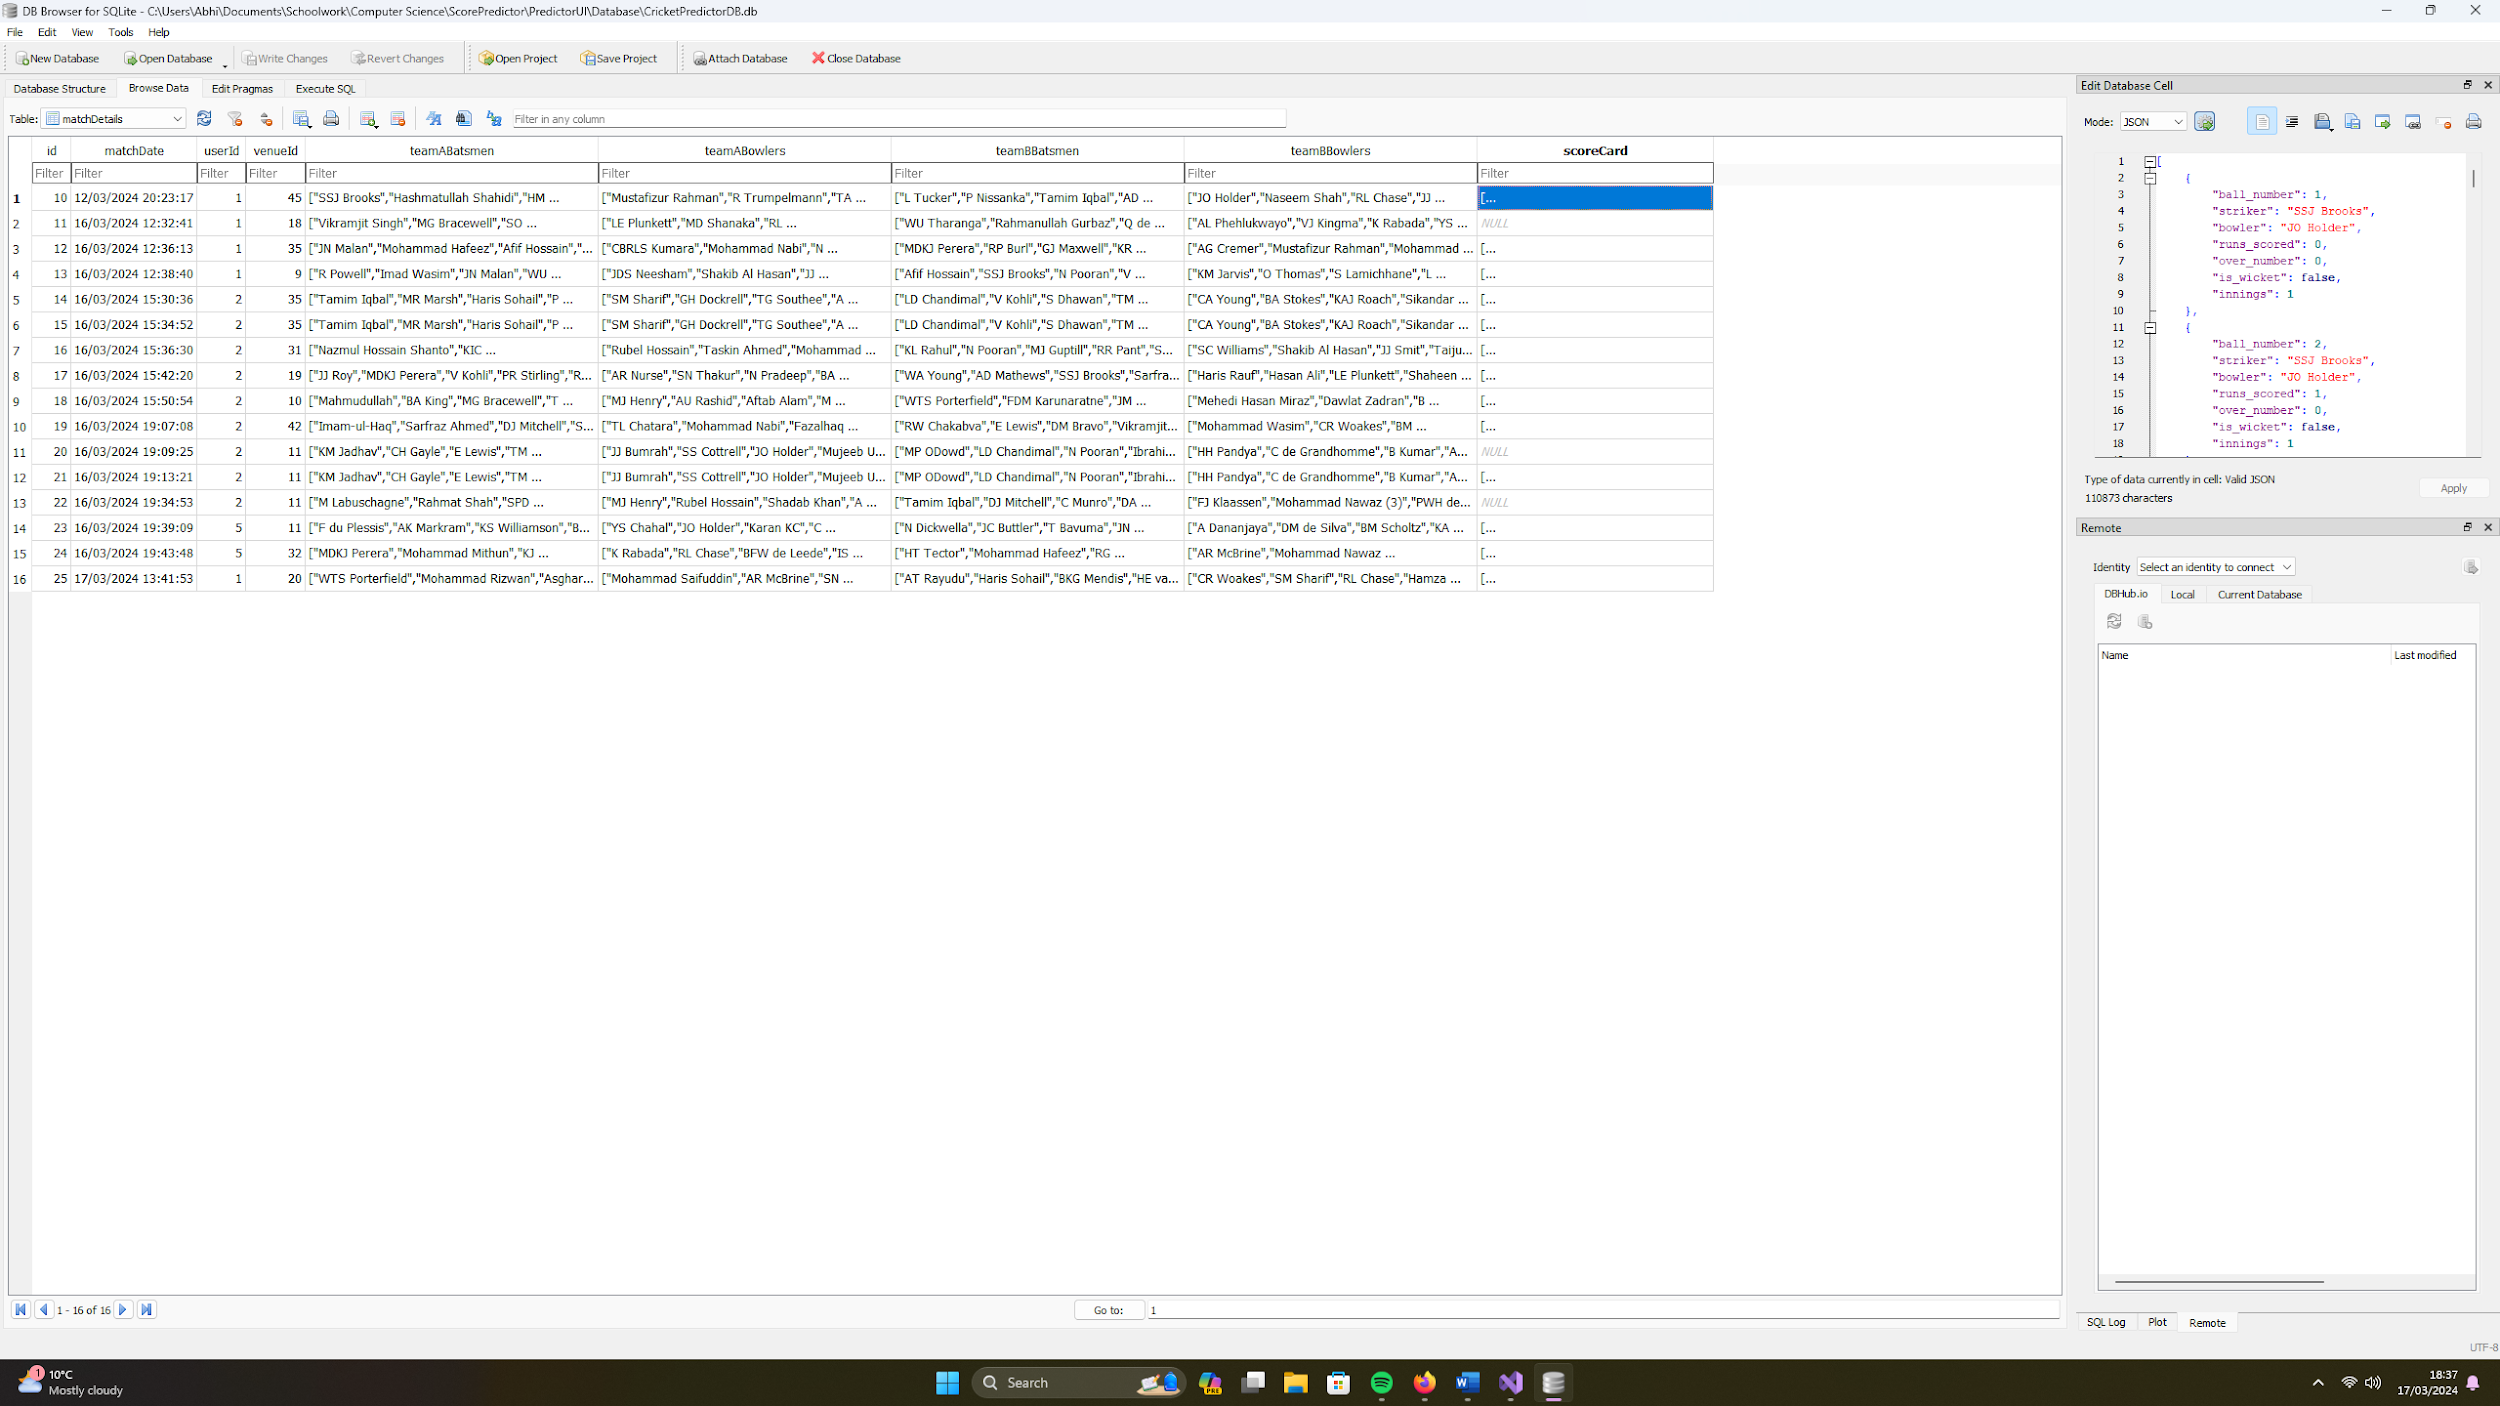 DB Browser for SQLite - C:\Users\Abhi\Documents\Schoolwork\Computer Science\ScorePredictor\PredictorUI\Database\CricketPredictorDB.db
File Edit View Tools Help
New Database Open Database Write Changes Revert Changes Open Project Save Project Attach Database Close Database
Database Structure Browse Data Edit Pragmas Execute SQL
Table: matchDetails Filter in any column
id matchDate userId venueId teamABatsmen teamABowlers teamBBatsmen teamBBowlers scoreCard
Filter Filter Filter Filter Filter Filter Filter Filter Filter
1 10 12/03/2024 20:23:17 1 45 ["SSJ Brooks","Hashmatullah Shahidi","HM ... ["Mustafizur Rahman","R Trumpelmann","TA ... ["L Tucker","P Nissanka","Tamim Iqbal","AD ... ["JO Holder","Naseem Shah","RL Chase","JJ ... [...
2 11 16/03/2024 12:32:41 1 18 ["Vikramjit Singh","MG Bracewell","SO ... ["LE Plunkett","MD Shanaka","RL ... ["WU Tharanga","Rahmanullah Gurbaz","Q de ... ["AL Phehlukwayo","VJ Kingma","K Rabada","YS ... NULL
3 12 16/03/2024 12:36:13 1 35 ["JN Malan","Mohammad Hafeez","Afif Hossain","... ["CBRLS Kumara","Mohammad Nabi","N ... ["MDKJ Perera","RP Burl","GJ Maxwell","KR ... ["AG Cremer","Mustafizur Rahman","Mohammad ... [...
4 13 16/03/2024 12:38:40 1 9 ["R Powell","Imad Wasim","JN Malan","WU ... ["JDS Neesham","Shakib Al Hasan","JJ ... ["Afif Hossain","SSJ Brooks","N Pooran","V ... ["KM Jarvis","O Thomas","S Lamichhane","L ... [...
5 14 16/03/2024 15:30:36 2 35 ["Tamim Iqbal","MR Marsh","Haris Sohail","P ... ["SM Sharif","GH Dockrell","TG Southee","A ... ["LD Chandimal","V Kohli","S Dhawan","TM ... ["CA Young","BA Stokes","KAJ Roach","Sikandar ... [...
6 15 16/03/2024 15:34:52 2 35 ["Tamim Iqbal","MR Marsh","Haris Sohail","P ... ["SM Sharif","GH Dockrell","TG Southee","A ... ["LD Chandimal","V Kohli","S Dhawan","TM ... ["CA Young","BA Stokes","KAJ Roach","Sikandar ... [...
7 16 16/03/2024 15:36:30 2 31 ["Nazmul Hossain Shanto","KIC ... ["Rubel Hossain","Taskin Ahmed","Mohammad ... ["KL Rahul","N Pooran","MJ Guptill","RR Pant","S... ["SC Williams","Shakib Al Hasan","JJ Smit","Taiju... [...
8 17 16/03/2024 15:42:20 2 19 ["JJ Roy","MDKJ Perera","V Kohli","PR Stirling","R... ["AR Nurse","SN Thakur","N Pradeep","BA ... ["WA Young","AD Mathews","SSJ Brooks","Sarfra... ["Haris Rauf","Hasan Ali","LE Plunkett","Shaheen ... [...
9 18 16/03/2024 15:50:54 2 10 ["Mahmudullah","BA King","MG Bracewell","T ... ["MJ Henry","AU Rashid","Aftab Alam","M ... ["WTS Porterfield","FDM Karunaratne","JM ... ["Mehedi Hasan Miraz","Dawlat Zadran","B ... [...
10 19 16/03/2024 19:07:08 2 42 ["Imam-ul-Haq","Sarfraz Ahmed","DJ Mitchell","S... ["TL Chatara","Mohammad Nabi","Fazalhaq ... ["RW Chakabva","E Lewis","DM Bravo","Vikramjit... ["Mohammad Wasim","CR Woakes","BM ... [...
11 20 16/03/2024 19:09:25 2 11 ["KM Jadhav","CH Gayle","E Lewis","TM ... ["JJ Bumrah","SS Cottrell","JO Holder","Mujeeb U... ["MP ODowd","LD Chandimal","N Pooran","Ibrahi... ["HH Pandya","C de Grandhomme","B Kumar","A... NULL
12 21 16/03/2024 19:13:21 2 11 ["KM Jadhav","CH Gayle","E Lewis","TM ... ["JJ Bumrah","SS Cottrell","JO Holder","Mujeeb U... ["MP ODowd","LD Chandimal","N Pooran","Ibrahi... ["HH Pandya","C de Grandhomme","B Kumar","A... [...
13 22 16/03/2024 19:34:53 2 11 ["M Labuschagne","Rahmat Shah","SPD ... ["MJ Henry","Rubel Hossain","Shadab Khan","A ... ["Tamim Iqbal","DJ Mitchell","C Munro","DA ... ["FJ Klaassen","Mohammad Nawaz (3)","PWH de... NULL
14 23 16/03/2024 19:39:09 5 11 ["F du Plessis","AK Markram","KS Williamson","B... ["YS Chahal","JO Holder","Karan KC","C ... ["N Dickwella","JC Buttler","T Bavuma","JN ... ["A Dananjaya","DM de Silva","BM Scholtz","KA ... [...
15 24 16/03/2024 19:43:48 5 32 ["MDKJ Perera","Mohammad Mithun","KJ ... ["K Rabada","RL Chase","BFW de Leede","IS ... ["HT Tector","Mohammad Hafeez","RG ... ["AR McBrine","Mohammad Nawaz ... [...
16 25 17/03/2024 13:41:53 1 20 ["WTS Porterfield","Mohammad Rizwan","Asghar... ["Mohammad Saifuddin","AR McBrine","SN ... ["AT Rayudu","Haris Sohail","BKG Mendis","HE va... ["CR Woakes","SM Sharif","RL Chase","Hamza ... [...
1 - 16 of 16 Go to: 1
Edit Database Cell
Mode: JSON
1 [
2 {
3 "ball_number": 1,
4 "striker": "SSJ Brooks",
5 "bowler": "JO Holder",
6 "runs_scored": 0,
7 "over_number": 0,
8 "is_wicket": false,
9 "innings": 1
10 },
11 {
12 "ball_number": 2,
13 "striker": "SSJ Brooks",
14 "bowler": "JO Holder",
15 "runs_scored": 1,
16 "over_number": 0,
17 "is_wicket": false,
18 "innings": 1
Type of data currently in cell: Valid JSON
110873 characters
Apply
Remote
Identity Select an identity to connect
DBHub.io Local Current Database
Name Last modified
SQL Log Plot Remote
UTF-8
1 10°C
Mostly cloudy
Search
PRE
18:37
17/03/2024